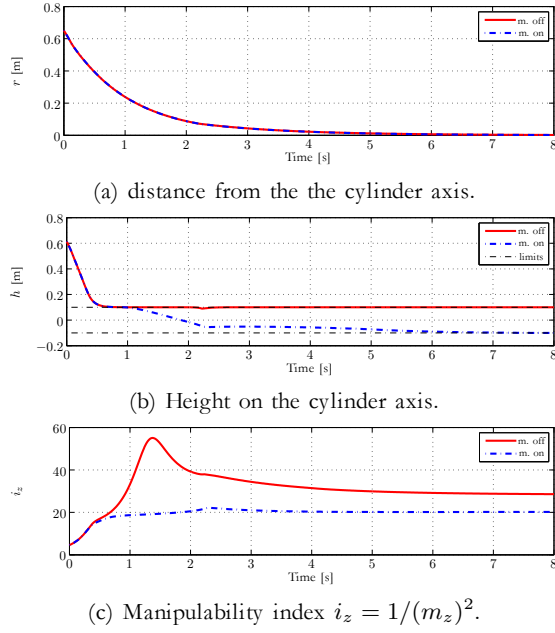 0.8
0.6
0.4
0.2
0
r [m]
0 1 2 3 4 5 6 7 8
Time [s]
m. off
m. on
(a) distance from the the cylinder axis.
0.8
0.6
0.4
0.2
0
−0.2
h [m]
0 1 2 3 4 5 6 7 8
Time [s]
m. off
m. on
limits
(b) Height on the cylinder axis.
60
40
20
0
i_z
0 1 2 3 4 5 6 7 8
Time [s]
m. off
m. on
(c) Manipulability index i_z = 1/(m_z)^2.